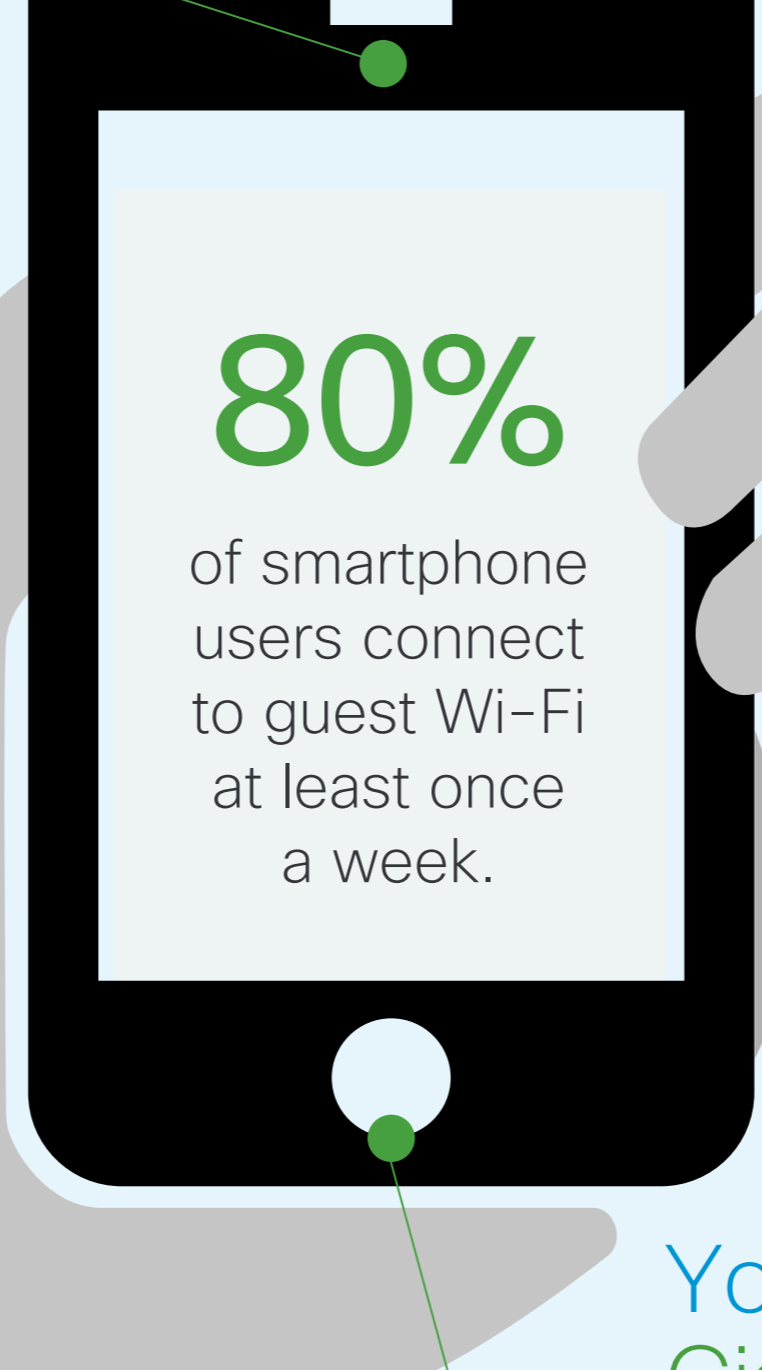 80%
of smartphone
users connect
to guest Wi-Fi
at least once
a week.